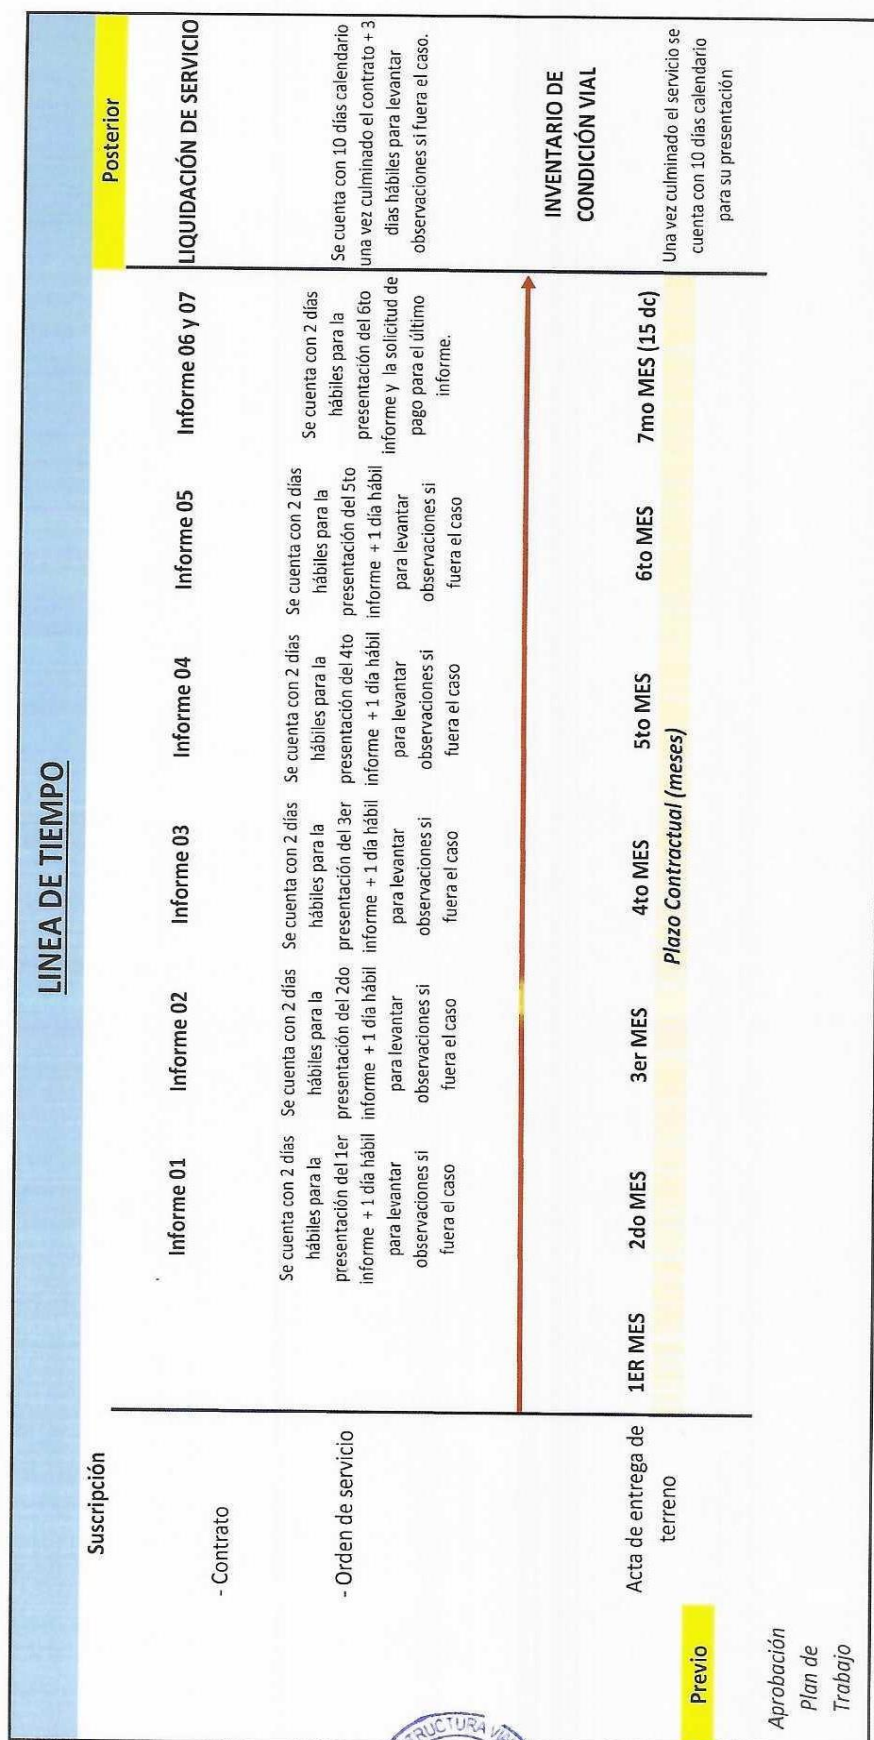 LINEA DE TIEMPO
Suscripción
Posterior
- Contrato
Informe 01
Informe 02
Informe 03
Informe 04
Informe 05
Informe 06 y 07
LIQUIDACIÓN DE SERVICIO
- Orden de servicio
Se cuenta con 2 días
hábiles para la
presentación del 1er
informe + 1 día hábil
para levantar
observaciones si
fuera el caso
Se cuenta con 2 días
hábiles para la
presentación del 2do
informe + 1 día hábil
para levantar
observaciones si
fuera el caso
Se cuenta con 2 días
hábiles para la
presentación del 3er
informe + 1 día hábil
para levantar
observaciones si
fuera el caso
Se cuenta con 2 días
hábiles para la
presentación del 4to
informe + 1 día hábil
para levantar
observaciones si
fuera el caso
Se cuenta con 2 días
hábiles para la
presentación del 5to
informe + 1 día hábil
para levantar
observaciones si
fuera el caso
Se cuenta con 2 días
hábiles para la
presentación del 6to
informe y la solicitud de
pago para el último
informe.
Se cuenta con 10 días calendario
una vez culminado el contrato + 3
días hábiles para levantar
observaciones si fuera el caso.
INVENTARIO DE
CONDICIÓN VIAL
Acta de entrega de
terreno
1ER MES
2do MES
3er MES
4to MES
5to MES
6to MES
7mo MES (15 dc)
Plazo Contractual (meses)
Una vez culminado el servicio se
cuenta con 10 días calendario
para su presentación
Previo
Aprobación
Plan de
Trabajo